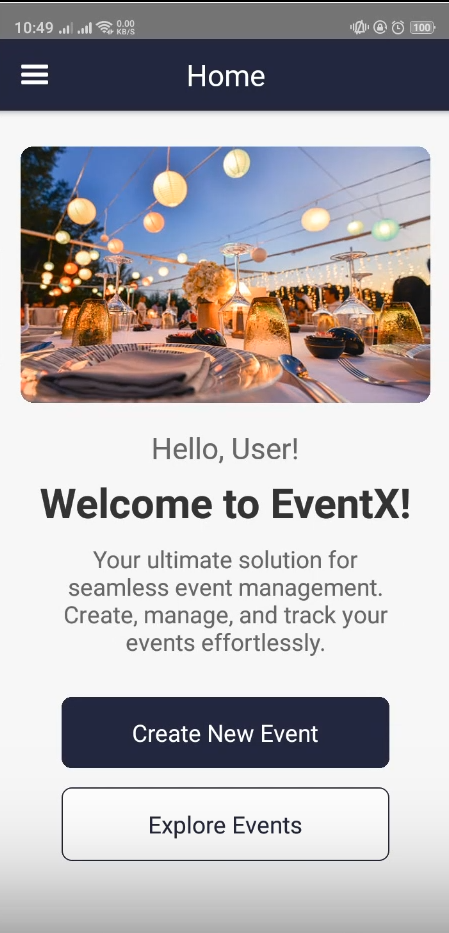 10:49 0.00 KB/S 100
Home
Hello, User!
Welcome to EventX!
Your ultimate solution for
seamless event management.
Create, manage, and track your
events effortlessly.
Create New Event
Explore Events